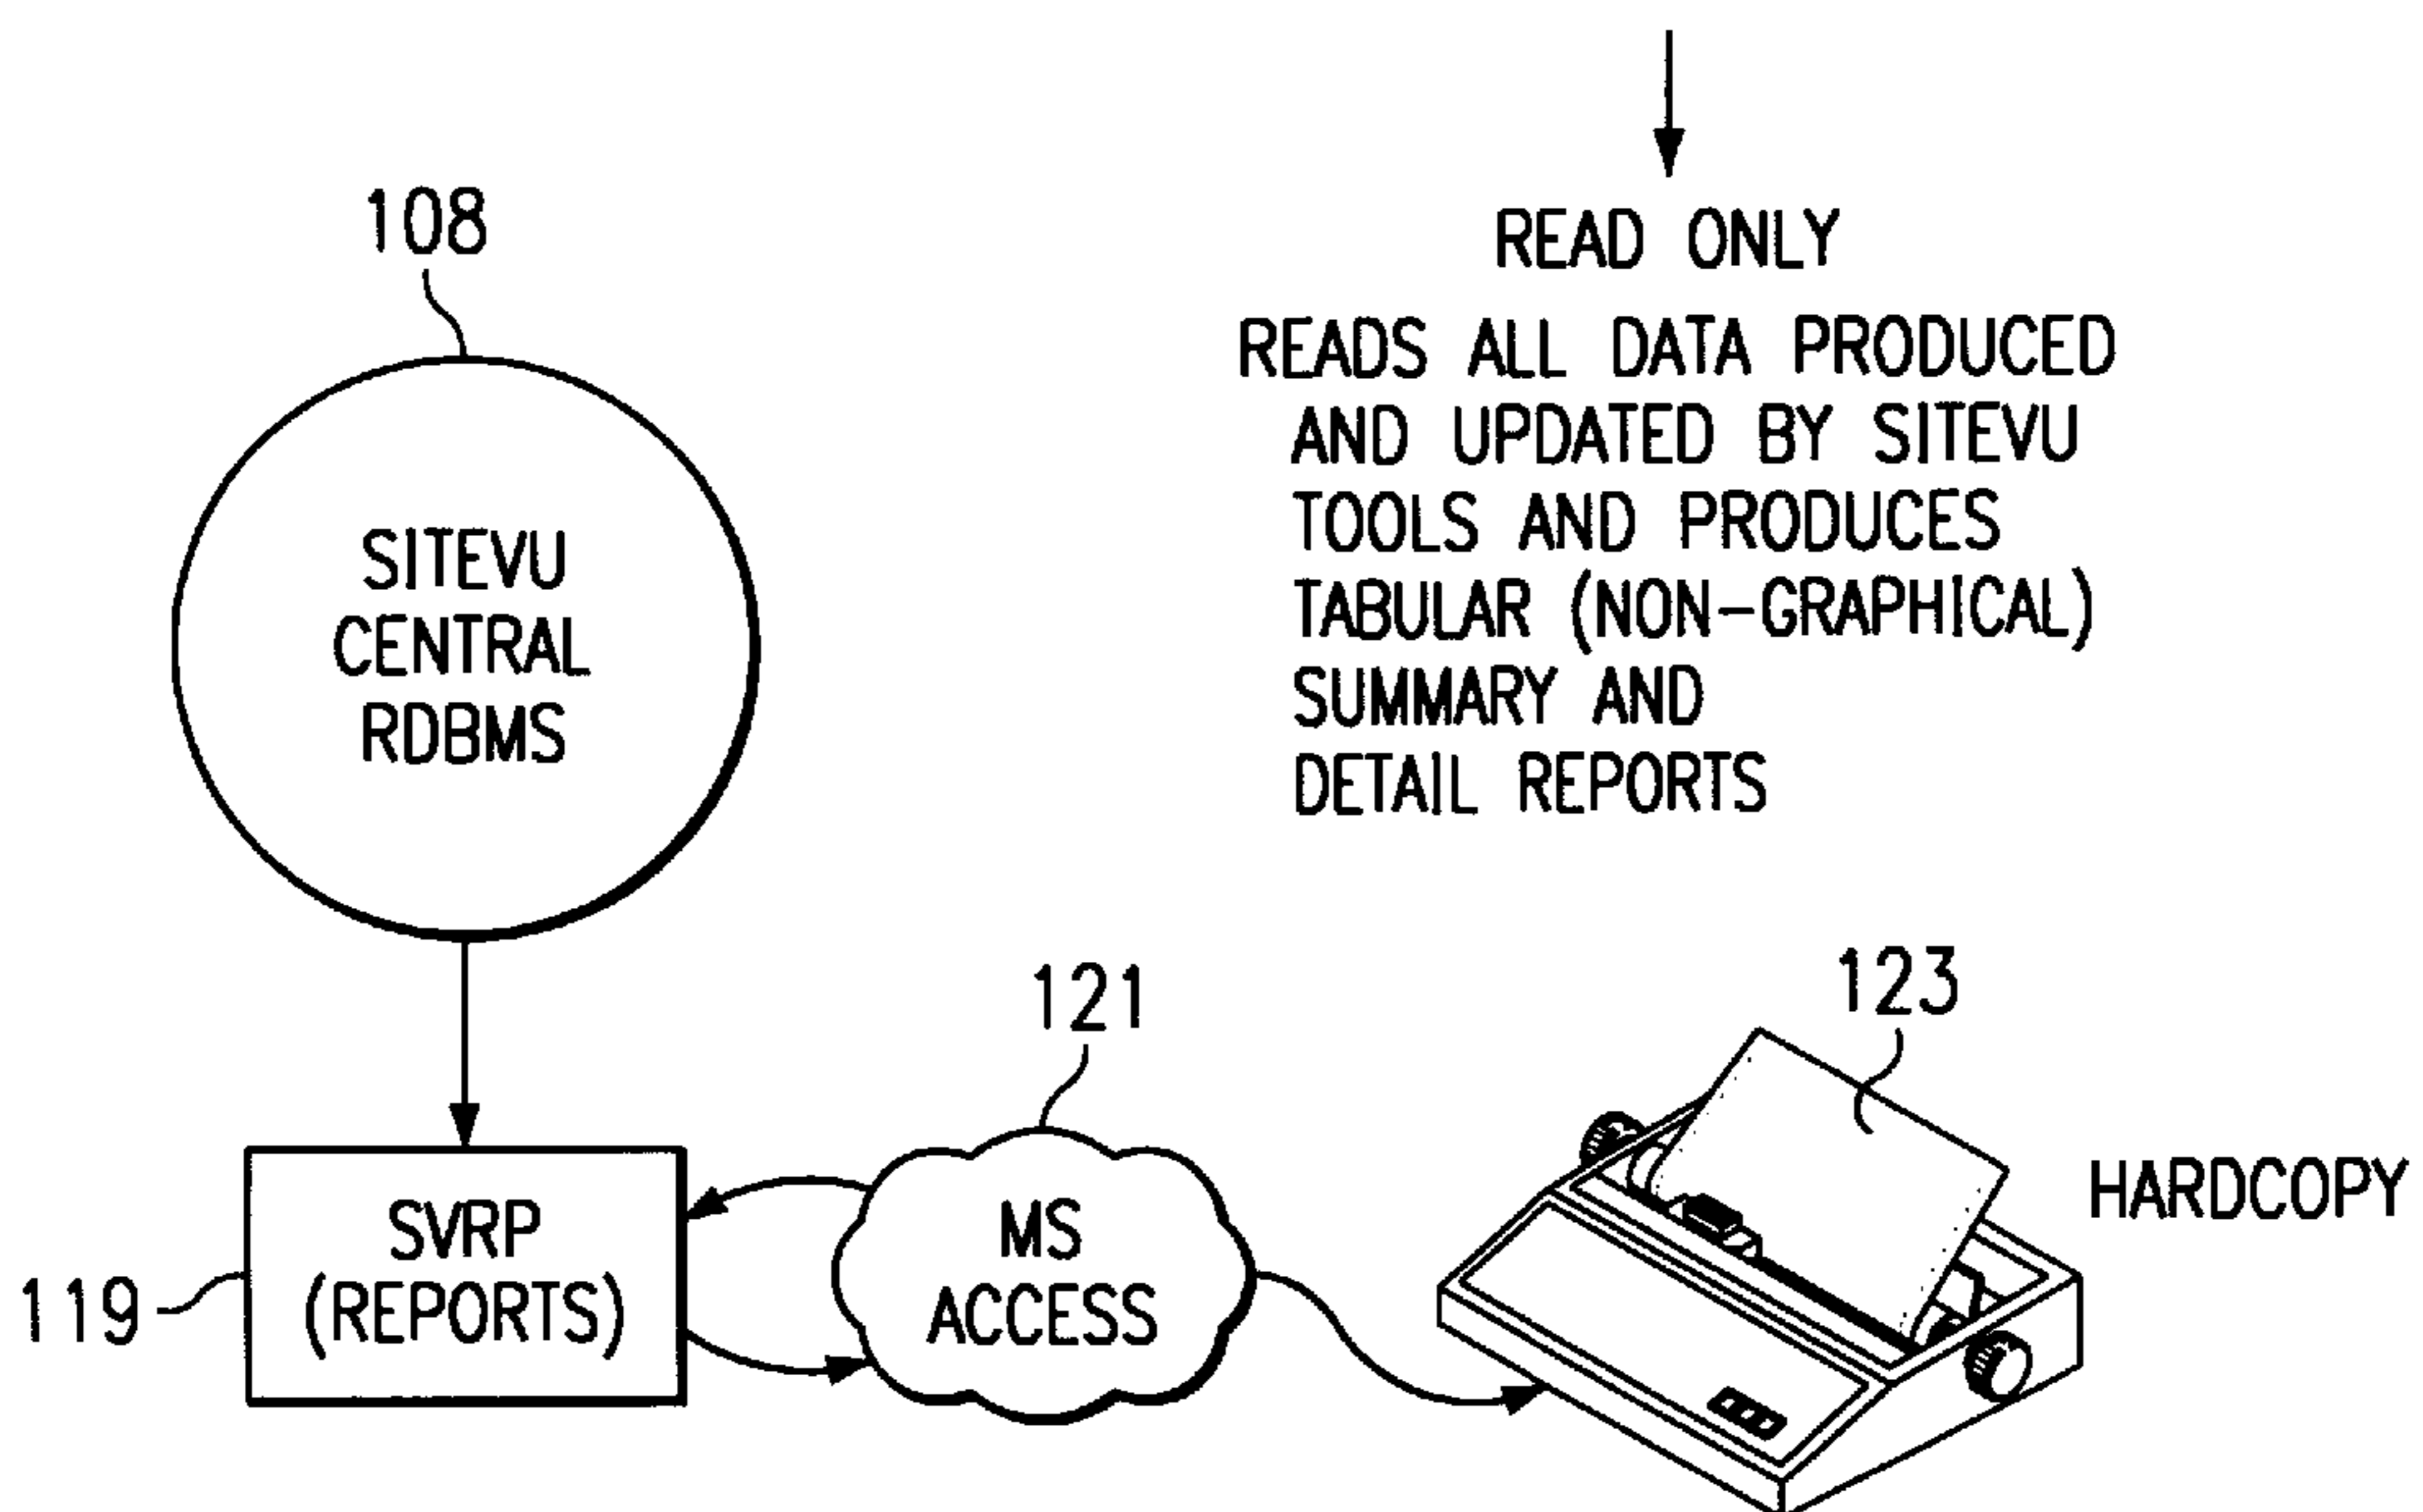 108
SITEVU
CENTRAL
RDBMS
READ ONLY
READS ALL DATA PRODUCED
AND UPDATED BY SITEVU
TOOLS AND PRODUCES
TABULAR (NON-GRAPHICAL)
SUMMARY AND
DETAIL REPORTS
119
SVRP
(REPORTS)
121
MS
ACCESS
123
HARDCOPY